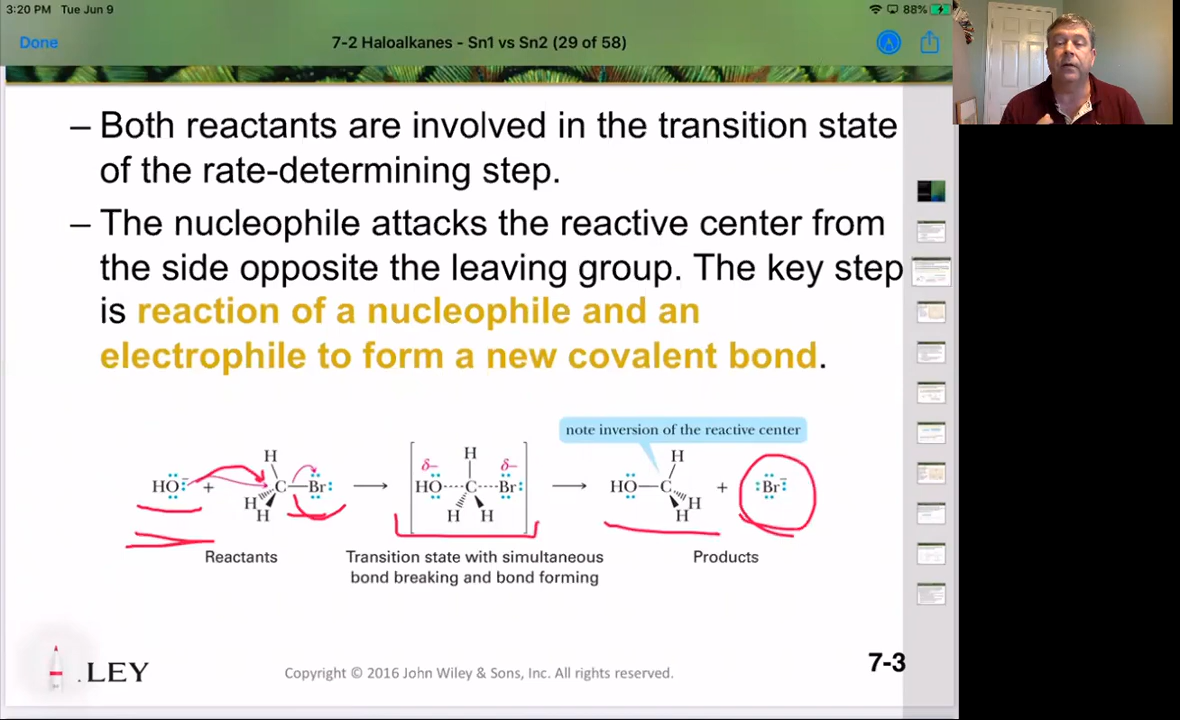 3:20 PM Tue Jun 9
88%
Done
7-2 Haloalkanes - Sn1 vs Sn2 (29 of 58)
– Both reactants are involved in the transition state
of the rate-determining step.
– The nucleophile attacks the reactive center from
the side opposite the leaving group. The key step
is reaction of a nucleophile and an
electrophile to form a new covalent bond.
note inversion of the reactive center
H H H
HO:⁻ + C—Br: → δ- δ- HO----C---Br: → HO—C + :Br:⁻
H H H H H H
Reactants
Transition state with simultaneous
bond breaking and bond forming
Products
.LEY
Copyright © 2016 John Wiley & Sons, Inc. All rights reserved.
7-3